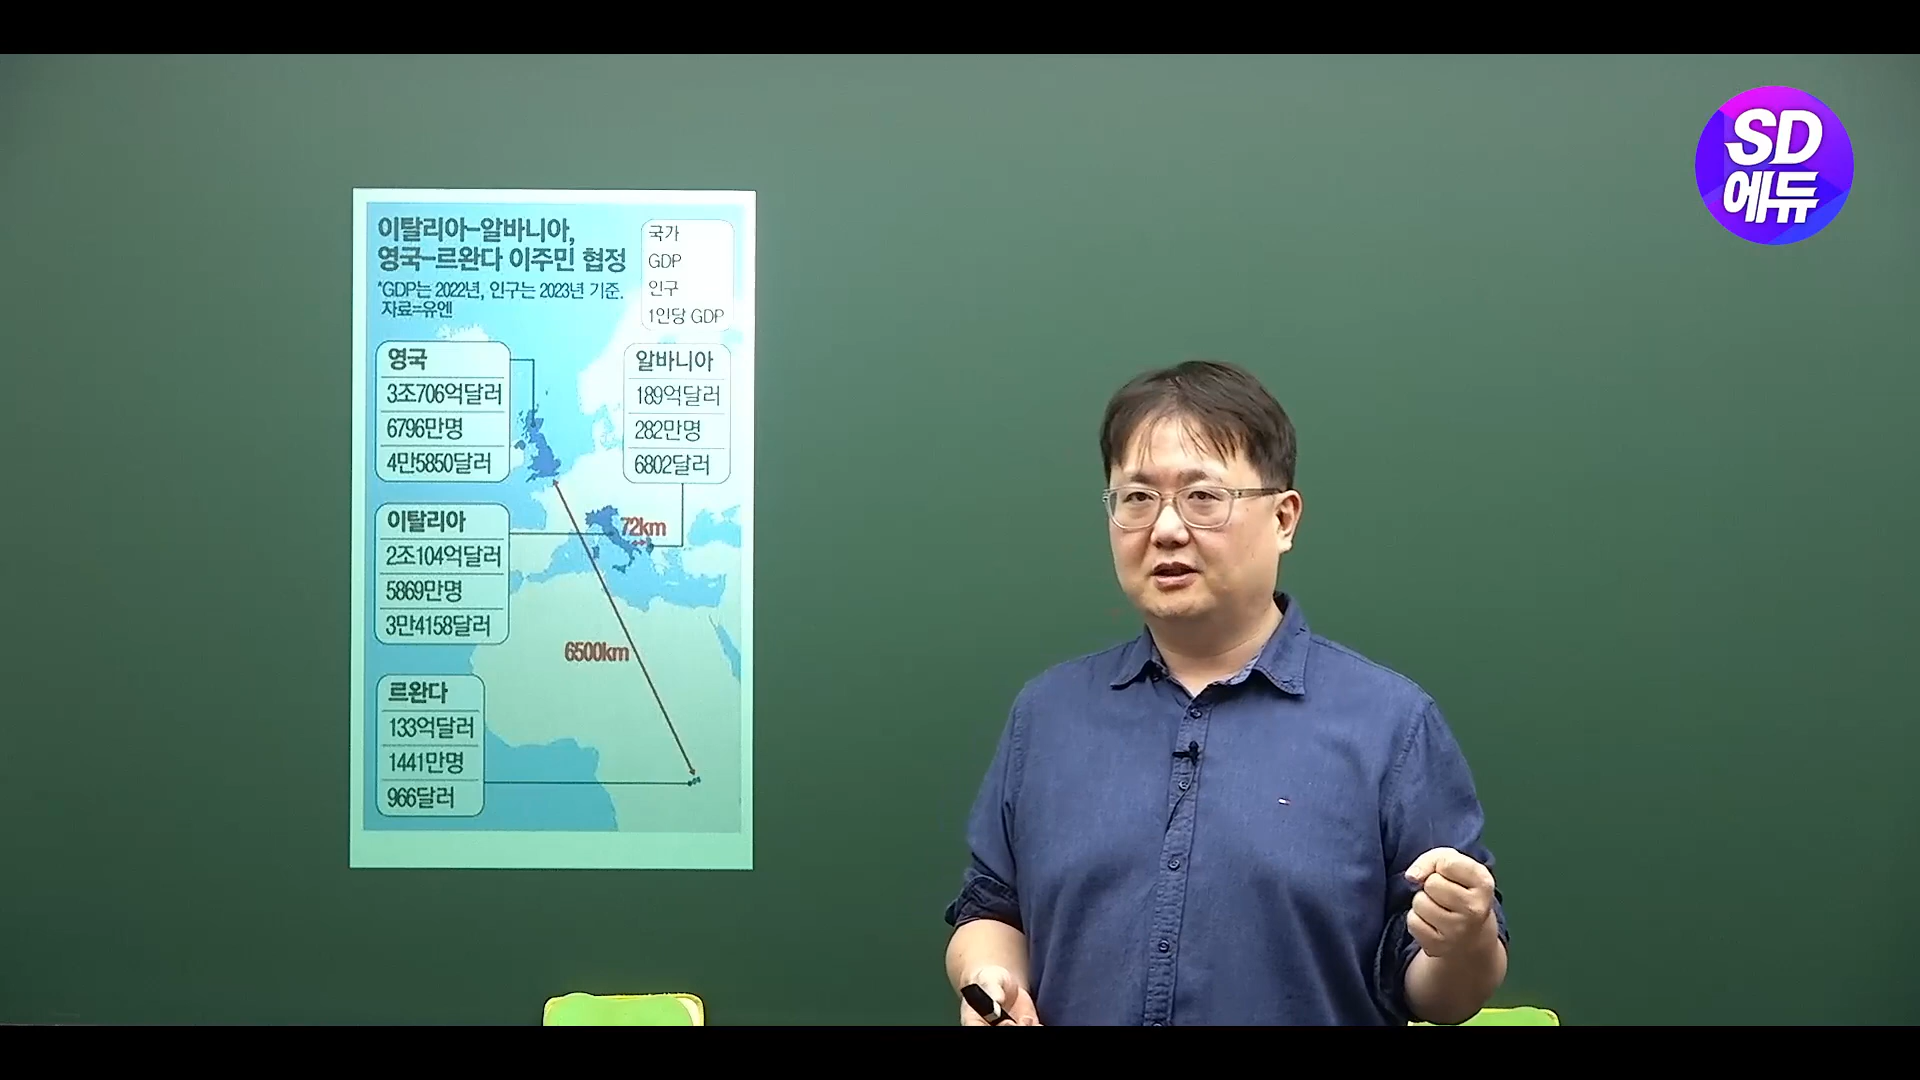 이탈리아-알바니아,
영국-르완다 이주민 협정
*GDP는 2022년, 인구는 2023년 기준.
자료=유엔
국가
GDP
인구
1인당 GDP
영국
3조706억달러
6796만명
4만5850달러
알바니아
189억달러
282만명
6802달러
이탈리아
2조104억달러
5869만명
3만4158달러
72km
6500km
르완다
133억달러
1441만명
966달러
SD
에듀